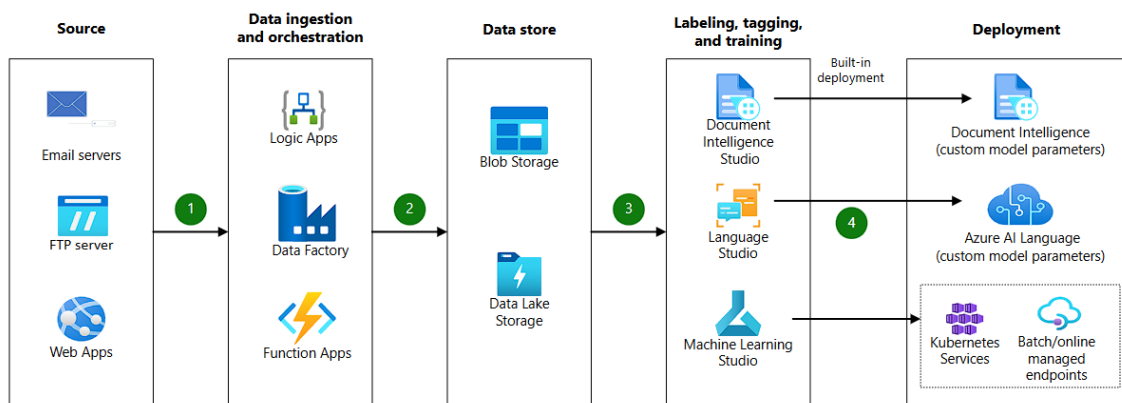 Source
Data ingestion
and orchestration
Data store
Labeling, tagging,
and training
Deployment
Email servers
FTP server
Web Apps
1
Logic Apps
Data Factory
Function Apps
2
Blob Storage
Data Lake
Storage
3
Document
Intelligence
Studio
Language
Studio
Machine Learning
Studio
Built-in
deployment
4
Document Intelligence
(custom model parameters)
Azure AI Language
(custom model parameters)
Kubernetes
Services
Batch/online
managed
endpoints